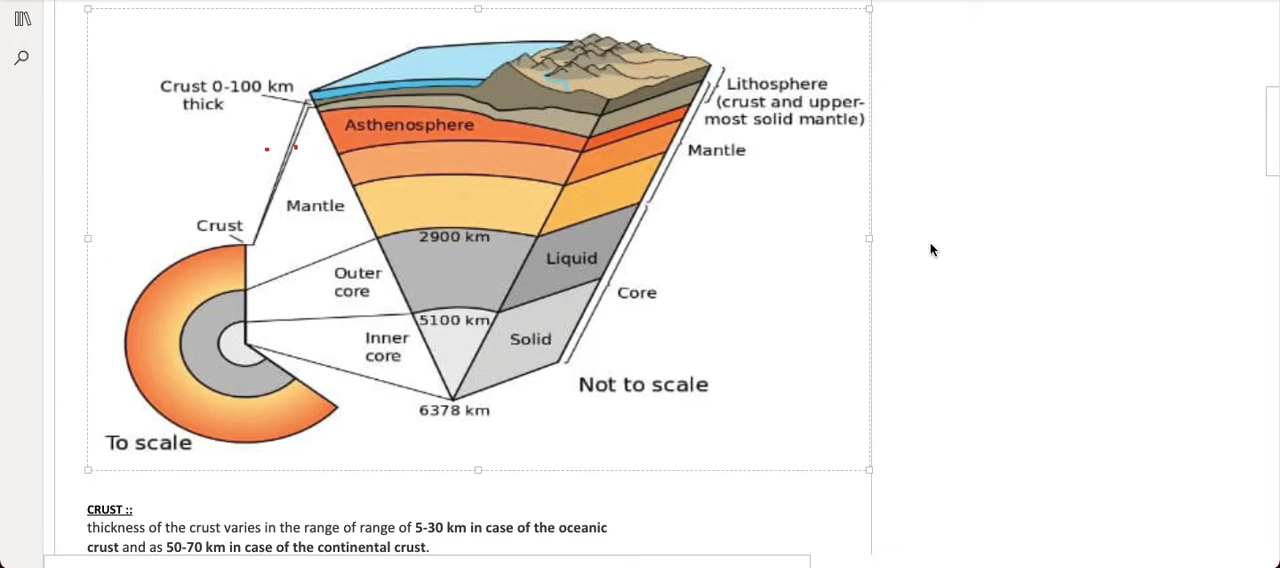 Crust 0-100 km
thick
Lithosphere
(crust and upper-
most solid mantle)
Asthenosphere
Mantle
Mantle
Crust
2900 km
Liquid
Outer
core
Core
5100 km
Inner
core
Solid
Not to scale
6378 km
To scale
CRUST ::
thickness of the crust varies in the range of range of 5-30 km in case of the oceanic
crust and as 50-70 km in case of the continental crust.